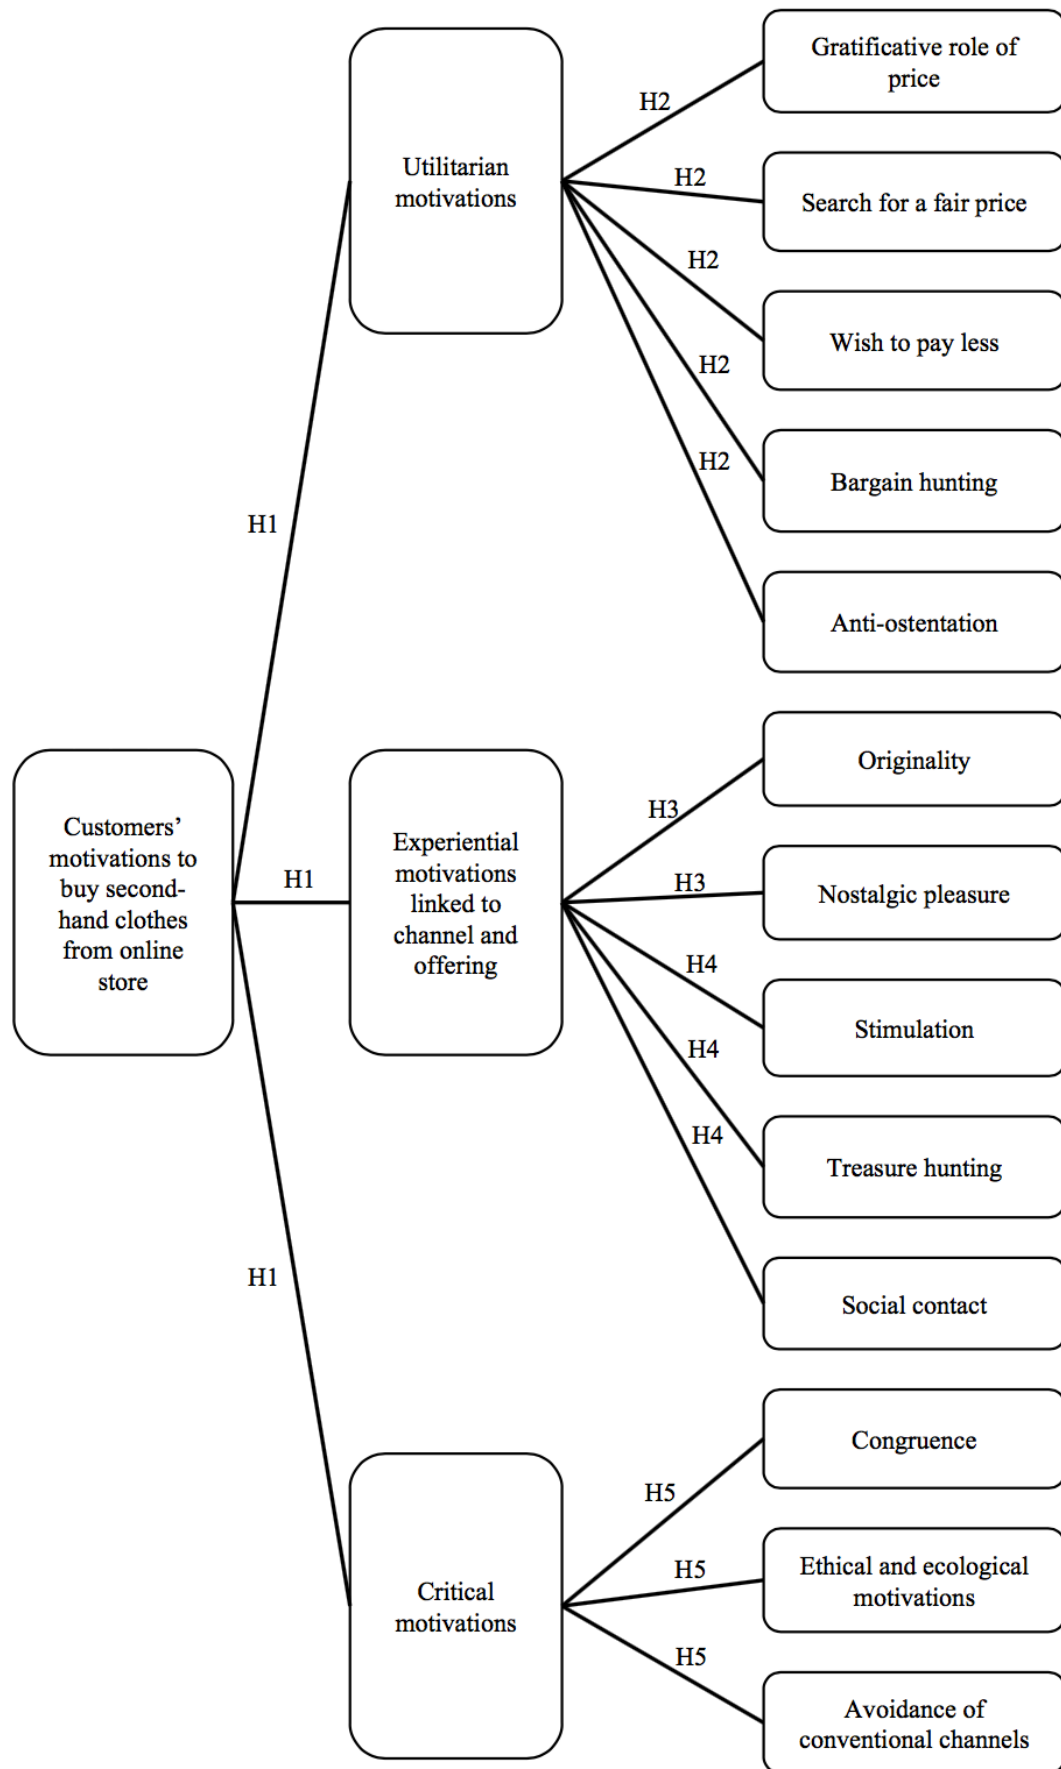 Gratificative role of
price
H2
Utilitarian
motivations
H2
Search for a fair price
H2
Wish to pay less
H2
Bargain hunting
H2
Anti-ostentation
H1
Originality
H3
Customers’
motivations to
buy second-
hand clothes
from online
store
H1
Experiential
motivations
linked to
channel and
offering
H3
Nostalgic pleasure
H4
Stimulation
H4
Treasure hunting
H4
Social contact
H1
Congruence
H5
Critical
motivations
H5
Ethical and ecological
motivations
H5
Avoidance of
conventional channels